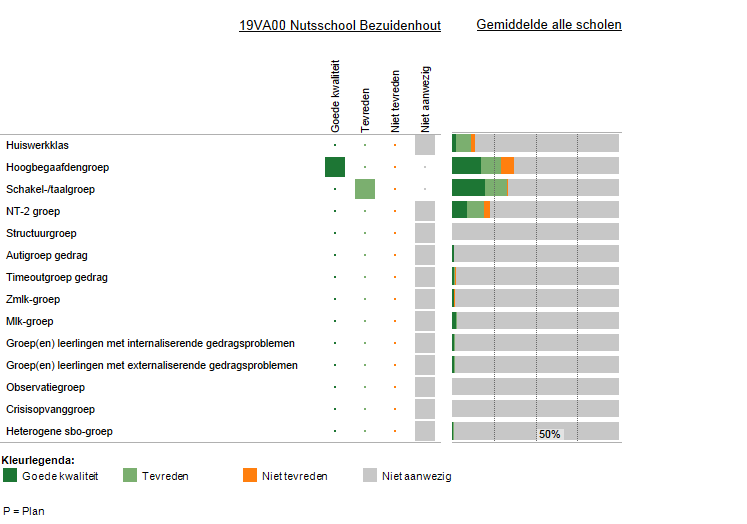 19VA00 Nutsschool Bezuidenhout
Gemiddelde alle scholen
Goede kwaliteit
Tevreden
Niet tevreden
Niet aanwezig
Huiswerkklas
Hoogbegaafdengroep
Schakel-/taalgroep
NT-2 groep
Structuurgroep
Autigroep gedrag
Timeoutgroep gedrag
Zmlk-groep
Mlk-groep
Groep(en) leerlingen met internaliserende gedragsproblemen
Groep(en) leerlingen met externaliserende gedragsproblemen
Observatiegroep
Crisisopvanggroep
Heterogene sbo-groep
50%
Kleurlegenda:
Goede kwaliteit
Tevreden
Niet tevreden
Niet aanwezig
P = Plan